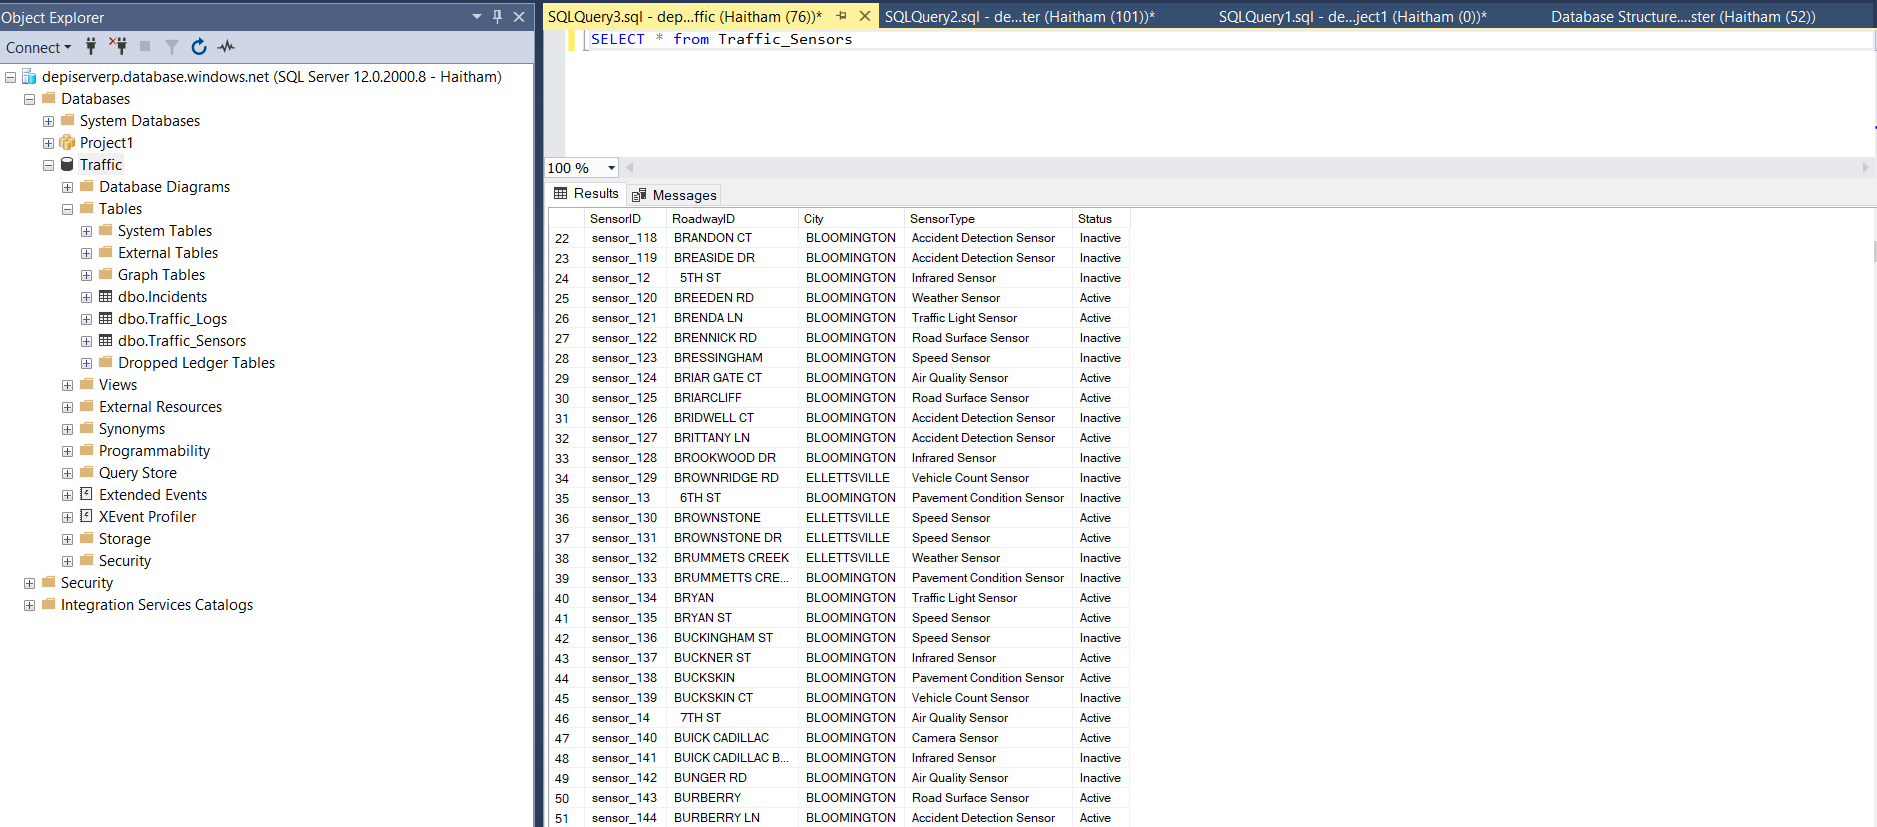 Object Explorer
Connect
depiserverp.database.windows.net (SQL Server 12.0.2000.8 - Haitham)
Databases
System Databases
Project1
Traffic
Database Diagrams
Tables
System Tables
External Tables
Graph Tables
dbo.Incidents
dbo.Traffic_Logs
dbo.Traffic_Sensors
Dropped Ledger Tables
Views
External Resources
Synonyms
Programmability
Query Store
Extended Events
XEvent Profiler
Storage
Security
Security
Integration Services Catalogs
SQLQuery3.sql - dep...ffic (Haitham (76))* SQLQuery2.sql - de...ter (Haitham (101))* SQLQuery1.sql - de...ject1 (Haitham (0))* Database Structure....ster (Haitham (52))
SELECT * from Traffic_Sensors
100 %
Results Messages
SensorID RoadwayID City SensorType Status
22 sensor_118 BRANDON CT BLOOMINGTON Accident Detection Sensor Inactive
23 sensor_119 BREASIDE DR BLOOMINGTON Accident Detection Sensor Inactive
24 sensor_12 5TH ST BLOOMINGTON Infrared Sensor Inactive
25 sensor_120 BREEDEN RD BLOOMINGTON Weather Sensor Active
26 sensor_121 BRENDA LN BLOOMINGTON Traffic Light Sensor Active
27 sensor_122 BRENNICK RD BLOOMINGTON Road Surface Sensor Inactive
28 sensor_123 BRESSINGHAM BLOOMINGTON Speed Sensor Inactive
29 sensor_124 BRIAR GATE CT BLOOMINGTON Air Quality Sensor Active
30 sensor_125 BRIARCLIFF BLOOMINGTON Road Surface Sensor Active
31 sensor_126 BRIDWELL CT BLOOMINGTON Accident Detection Sensor Inactive
32 sensor_127 BRITTANY LN BLOOMINGTON Accident Detection Sensor Active
33 sensor_128 BROOKWOOD DR BLOOMINGTON Infrared Sensor Inactive
34 sensor_129 BROWNRIDGE RD ELLETTSVILLE Vehicle Count Sensor Inactive
35 sensor_13 6TH ST BLOOMINGTON Pavement Condition Sensor Inactive
36 sensor_130 BROWNSTONE ELLETTSVILLE Speed Sensor Active
37 sensor_131 BROWNSTONE DR ELLETTSVILLE Speed Sensor Active
38 sensor_132 BRUMMETS CREEK ELLETTSVILLE Weather Sensor Inactive
39 sensor_133 BRUMMETTS CRE... BLOOMINGTON Pavement Condition Sensor Inactive
40 sensor_134 BRYAN BLOOMINGTON Traffic Light Sensor Active
41 sensor_135 BRYAN ST BLOOMINGTON Speed Sensor Active
42 sensor_136 BUCKINGHAM ST BLOOMINGTON Speed Sensor Inactive
43 sensor_137 BUCKNER ST BLOOMINGTON Infrared Sensor Active
44 sensor_138 BUCKSKIN BLOOMINGTON Pavement Condition Sensor Active
45 sensor_139 BUCKSKIN CT BLOOMINGTON Vehicle Count Sensor Inactive
46 sensor_14 7TH ST BLOOMINGTON Air Quality Sensor Active
47 sensor_140 BUICK CADILLAC BLOOMINGTON Camera Sensor Active
48 sensor_141 BUICK CADILLAC B... BLOOMINGTON Infrared Sensor Inactive
49 sensor_142 BUNGER RD BLOOMINGTON Air Quality Sensor Inactive
50 sensor_143 BURBERRY BLOOMINGTON Road Surface Sensor Active
51 sensor_144 BURBERRY LN BLOOMINGTON Accident Detection Sensor Active